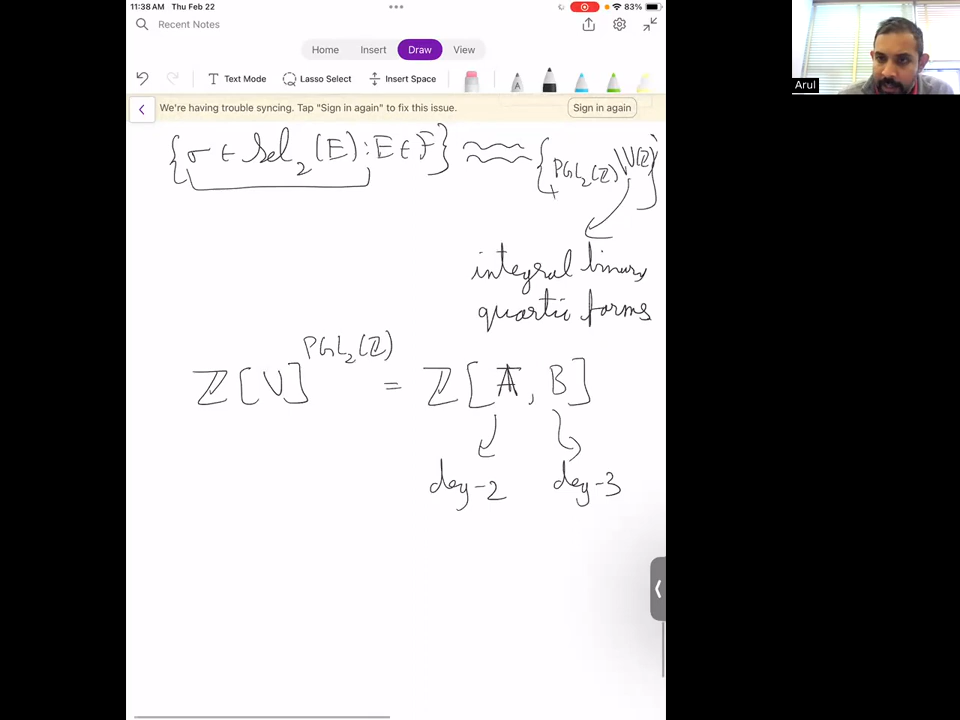 11:38 AM Thu Feb 22
83%
Recent Notes
Home Insert Draw View
Text Mode Lasso Select Insert Space
We're having trouble syncing. Tap "Sign in again" to fix this issue.
Sign in again
Arul
{σ ∈ Sel₂(E) : E ∈ F} ≈ {PGL₂(ℤ)\V(ℤ)}
integral binary
quartic forms
ℤ[V]^PGL₂(ℤ) = ℤ[A, B]
deg-2 deg-3